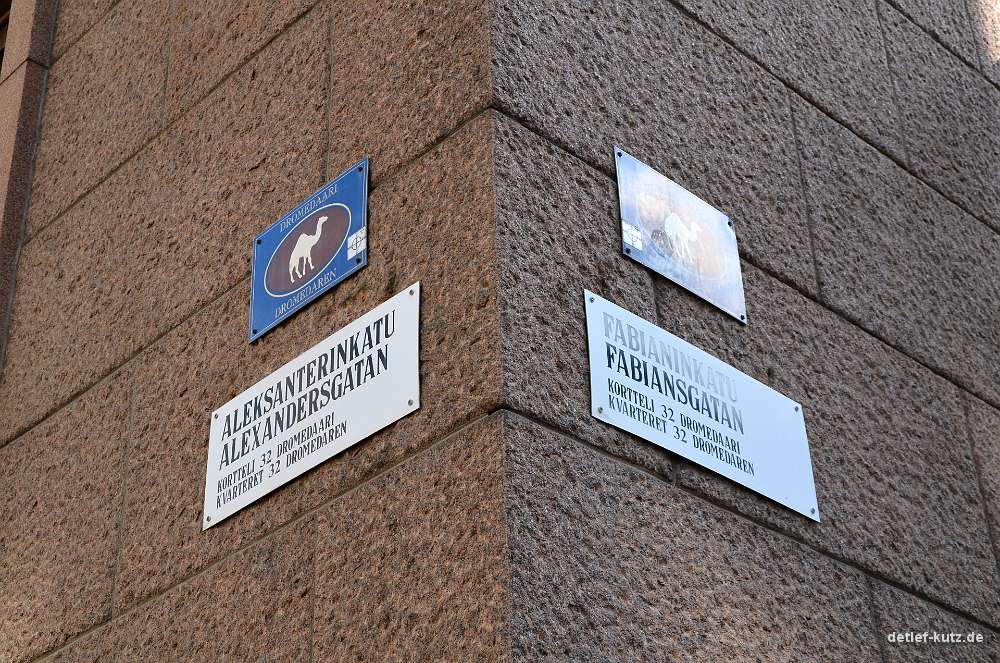 DROMEDAARI
DROMEDAREN
ALEKSANTERINKATU
ALEXANDERSGATAN
KORTTELI 32 DROMEDAARI
KVARTERET 32 DROMEDAREN
FABIANINKATU
FABIANSGATAN
KORTTELI 32 DROMEDAARI
KVARTERET 32 DROMEDAREN
detlef-kutz.de